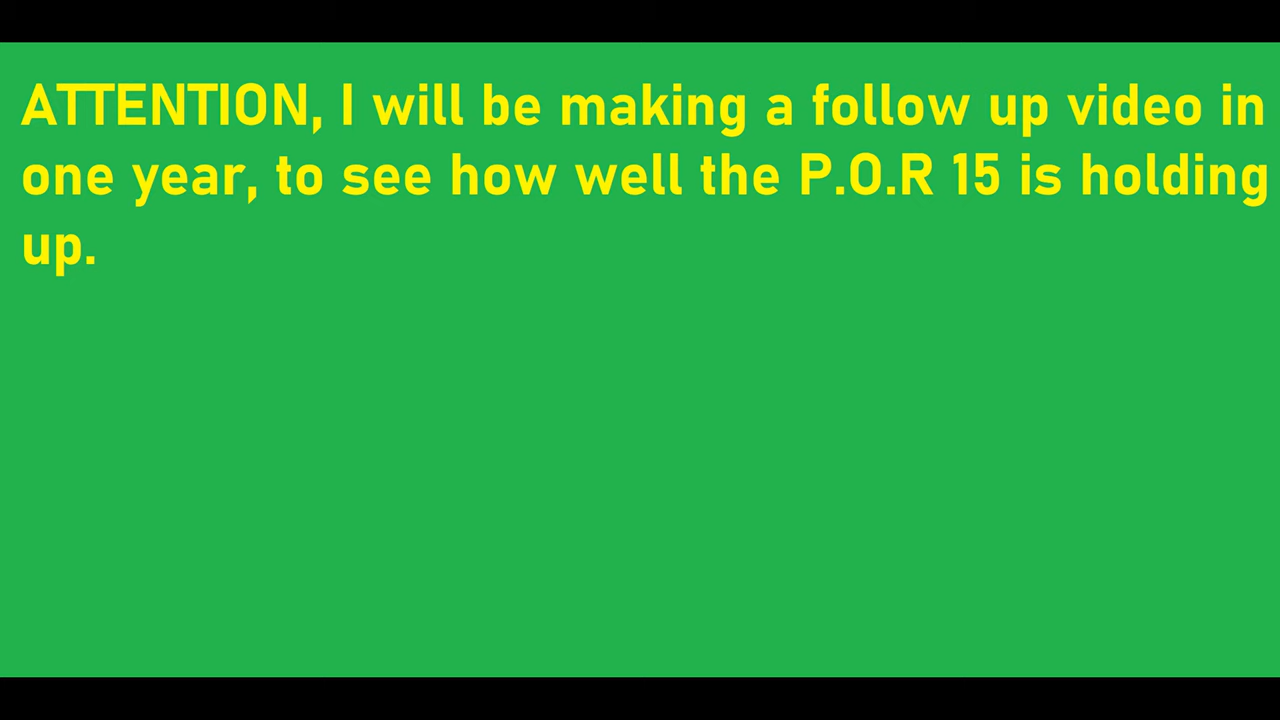 ATTENTION, I will be making a follow up video in
one year, to see how well the P.O.R 15 is holding
up.